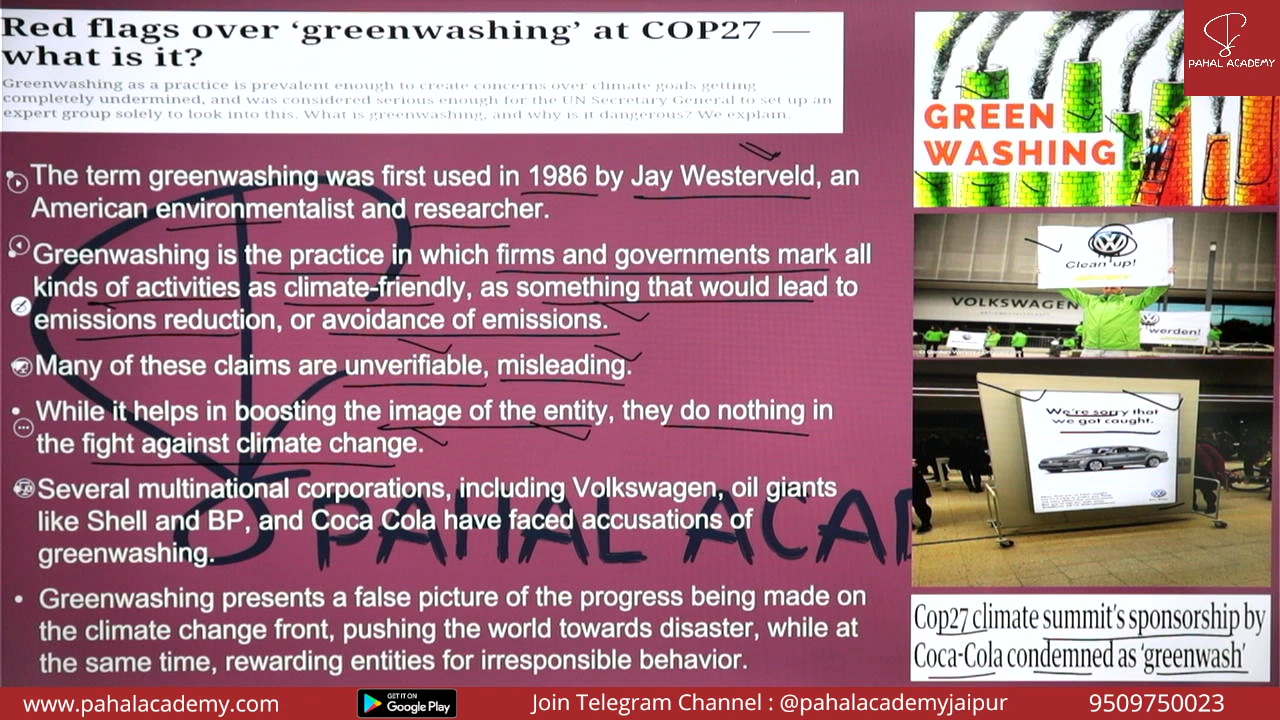 Red flags over ‘greenwashing’ at COP27 —
what is it?
Greenwashing as a practice is prevalent enough to create concerns over climate goals getting
completely undermined, and was considered serious enough for the UN Secretary General to set up an
expert group solely to look into this. What is greenwashing, and why is it dangerous? We explain.
• The term greenwashing was first used in 1986 by Jay Westerveld, an
American environmentalist and researcher.
• Greenwashing is the practice in which firms and governments mark all
kinds of activities as climate-friendly, as something that would lead to
emissions reduction, or avoidance of emissions.
• Many of these claims are unverifiable, misleading.
• While it helps in boosting the image of the entity, they do nothing in
the fight against climate change.
• Several multinational corporations, including Volkswagen, oil giants
like Shell and BP, and Coca Cola have faced accusations of
greenwashing.
• Greenwashing presents a false picture of the progress being made on
the climate change front, pushing the world towards disaster, while at
the same time, rewarding entities for irresponsible behavior.
PAHAL ACAD
PAHAL ACADEMY
GREEN
WASHING
Clean up!
VOLKSWAGEN
werden!
We're sorry that
we got caught.
Cop27 climate summit's sponsorship by
Coca-Cola condemned as ‘greenwash’
www.pahalacademy.com
GET IT ON
Google Play
Join Telegram Channel : @pahalacademyjaipur
9509750023